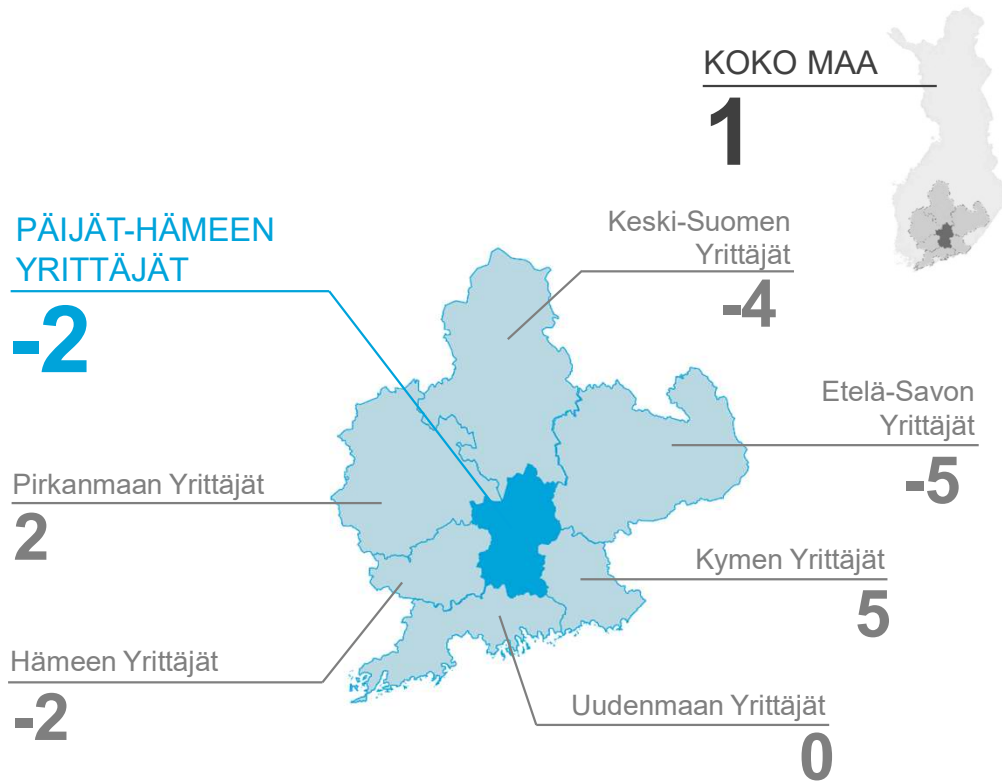 KOKO MAA
1
PÄIJÄT-HÄMEEN
YRITTÄJÄT
-2
Keski-Suomen
Yrittäjät
-4
Etelä-Savon
Yrittäjät
-5
Pirkanmaan Yrittäjät
2
Kymen Yrittäjät
5
Hämeen Yrittäjät
-2
Uudenmaan Yrittäjät
0